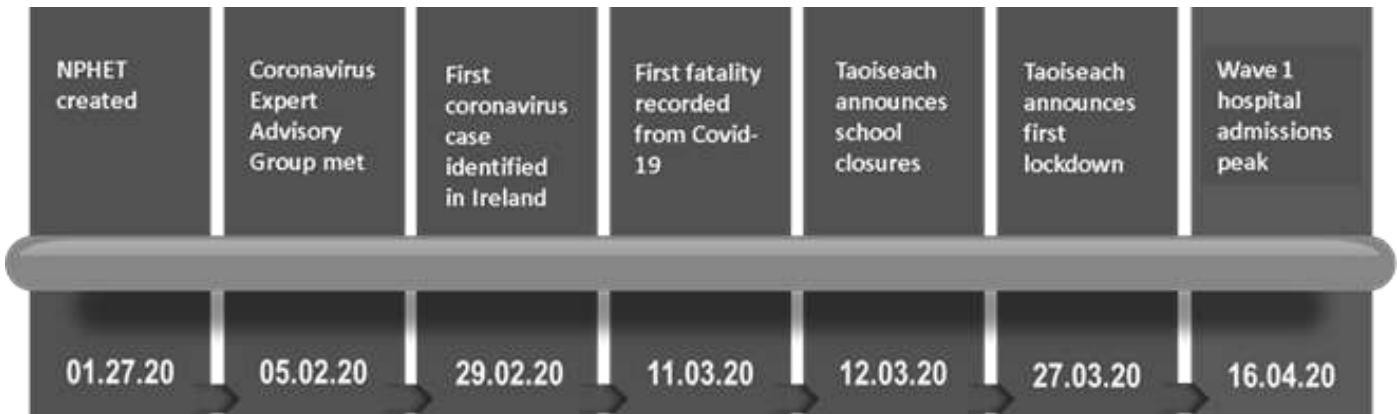 NPHET
created
Coronavirus
Expert
Advisory
Group met
First
coronavirus
case
identified
in Ireland
First fatality
recorded
from Covid-
19
Taoiseach
announces
school
closures
Taoiseach
announces
first
lockdown
Wave 1
hospital
admissions
peak
01.27.20
05.02.20
29.02.20
11.03.20
12.03.20
27.03.20
16.04.20